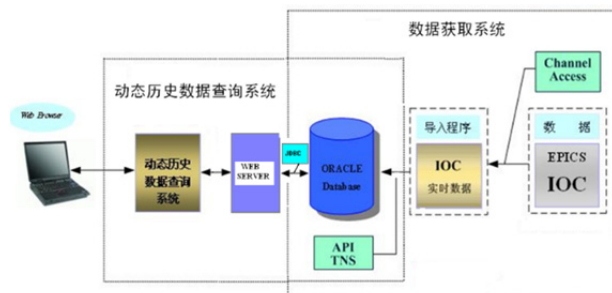 数据获取系统
动态历史数据查询系统
Web Browser
动态历史
数据查询
系统
WEB
SERVER
JDBC
ORACLE
Database
API
TNS
导入程序
IOC
实时数据
Channel
Access
数 据
EPICS
IOC